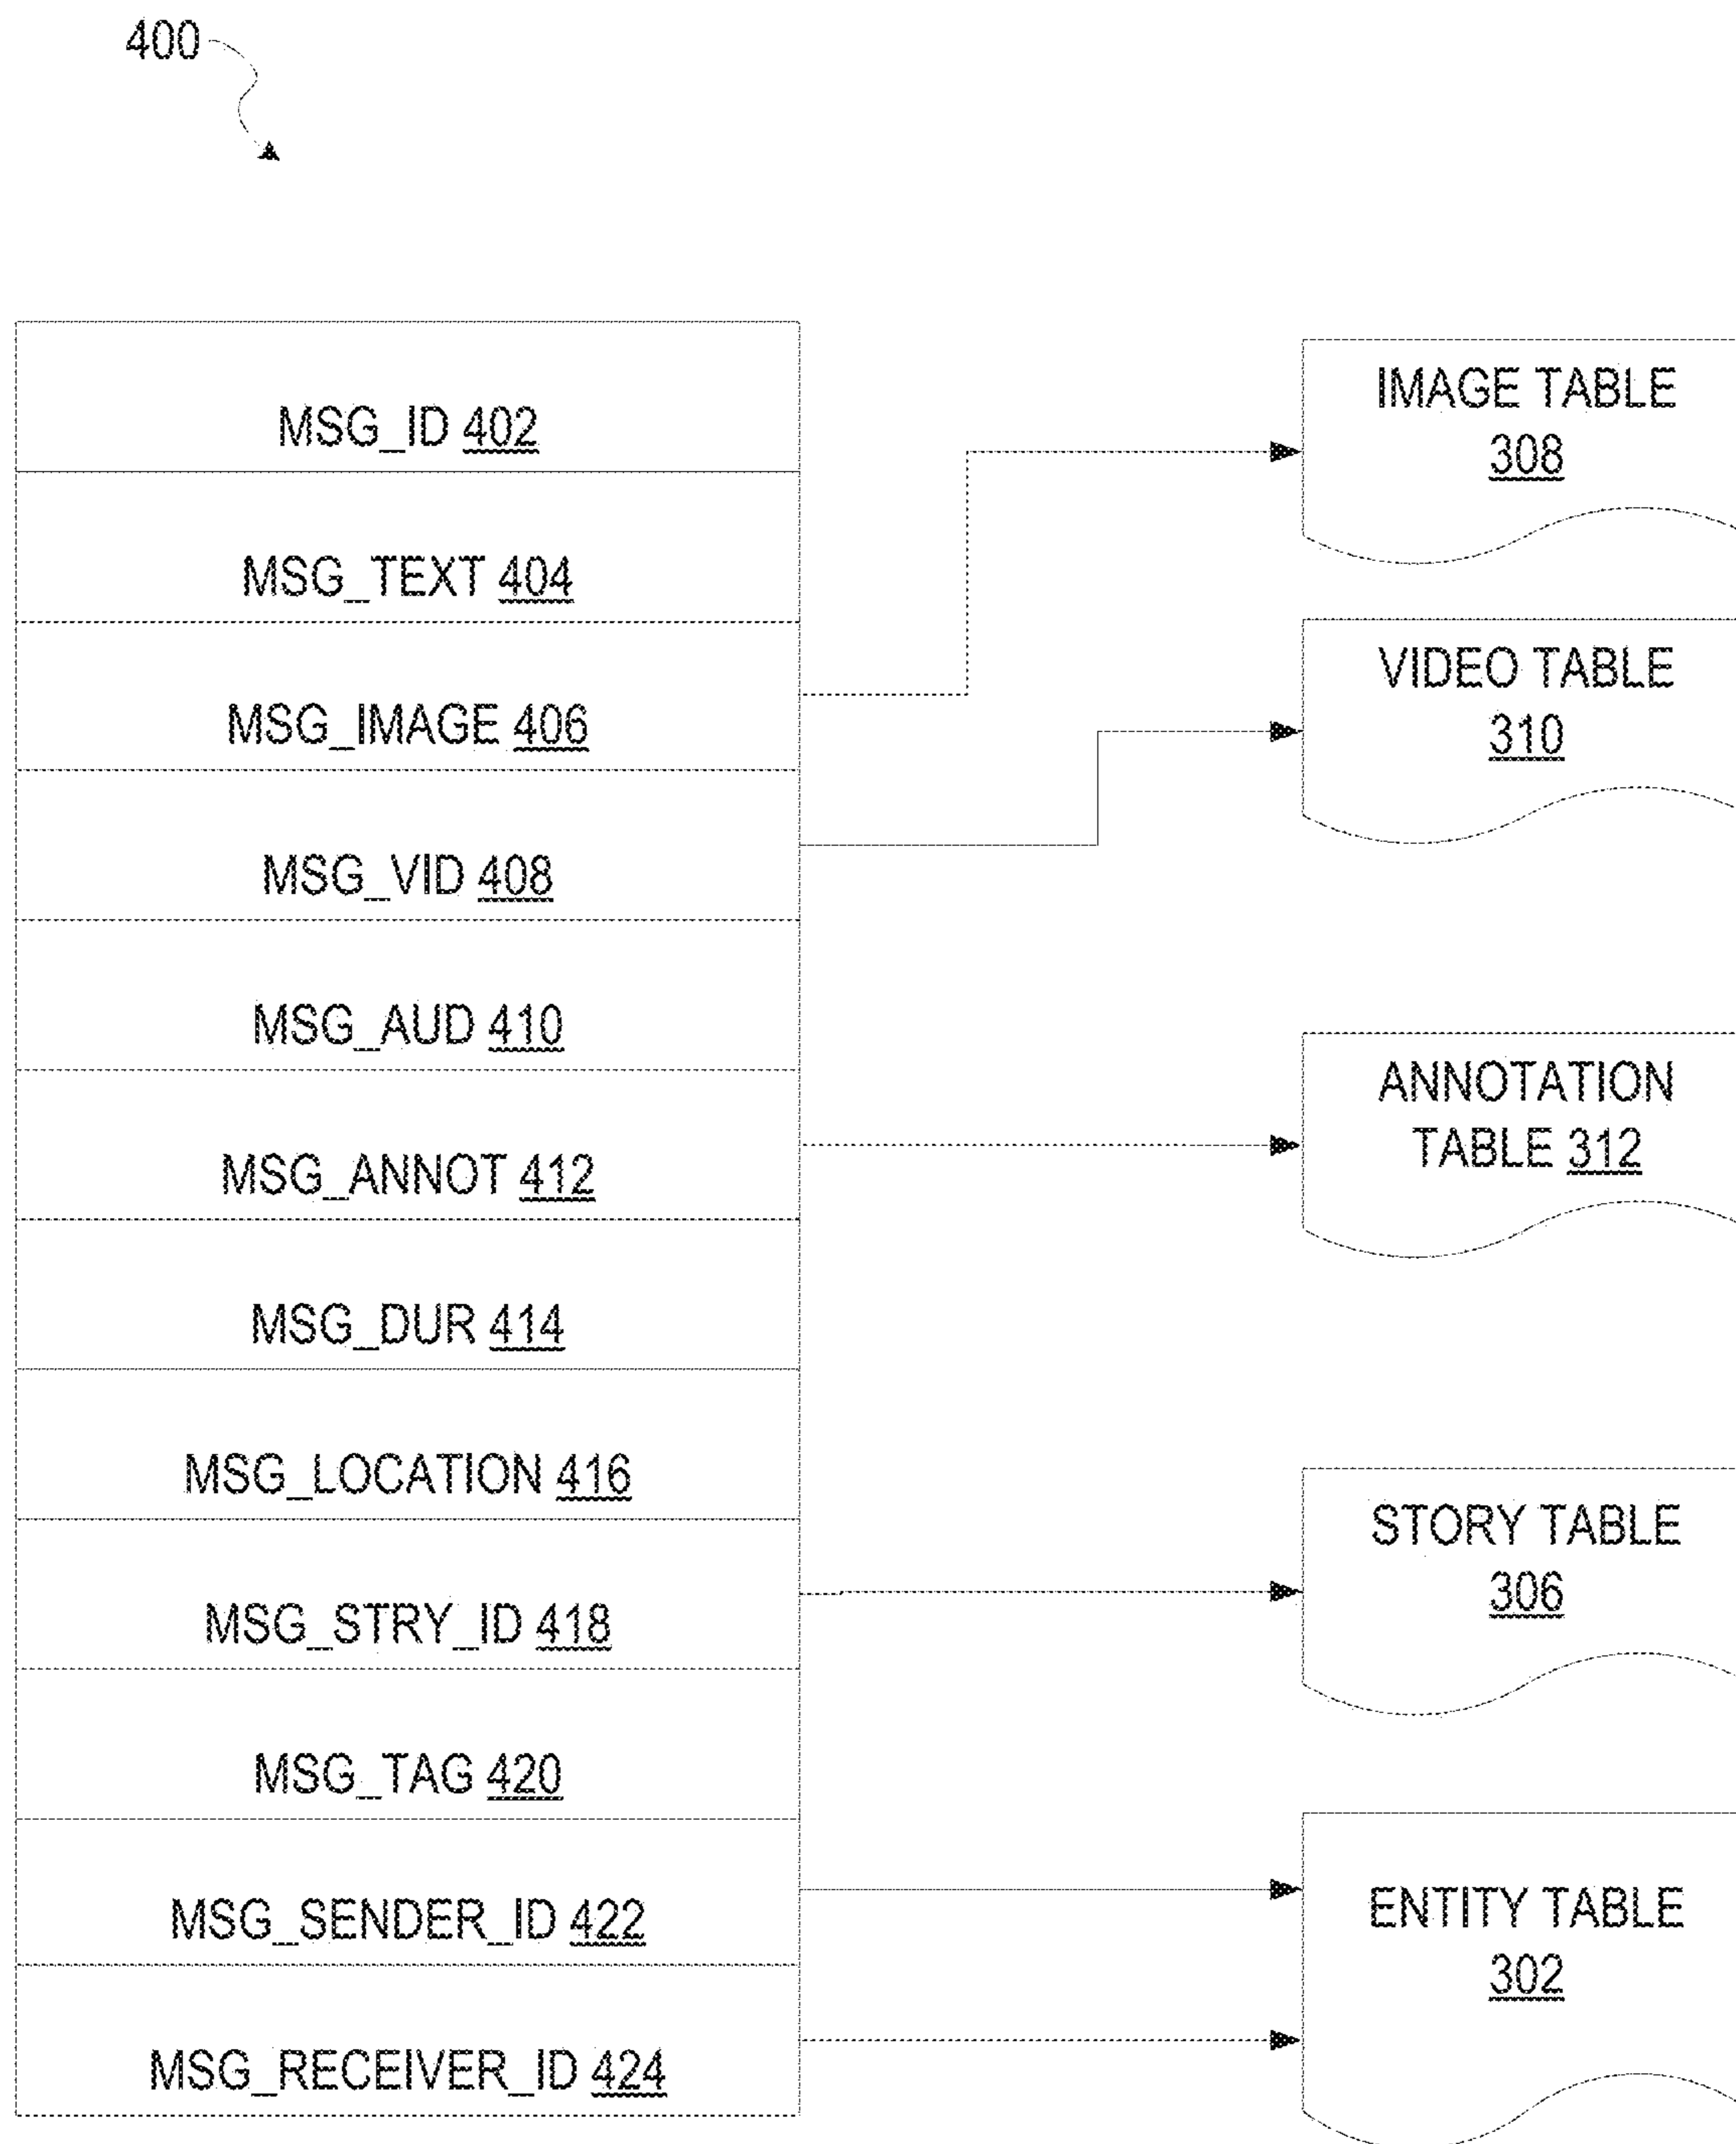 400
MSG_ID 402
MSG_TEXT 404
MSG_IMAGE 406
MSG_VID 408
MSG_AUD 410
MSG_ANNOT 412
MSG_DUR 414
MSG_LOCATION 416
MSG_STRY_ID 418
MSG_TAG 420
MSG_SENDER_ID 422
MSG_RECEIVER_ID 424
IMAGE TABLE
308
VIDEO TABLE
310
ANNOTATION
TABLE 312
STORY TABLE
306
ENTITY TABLE
302